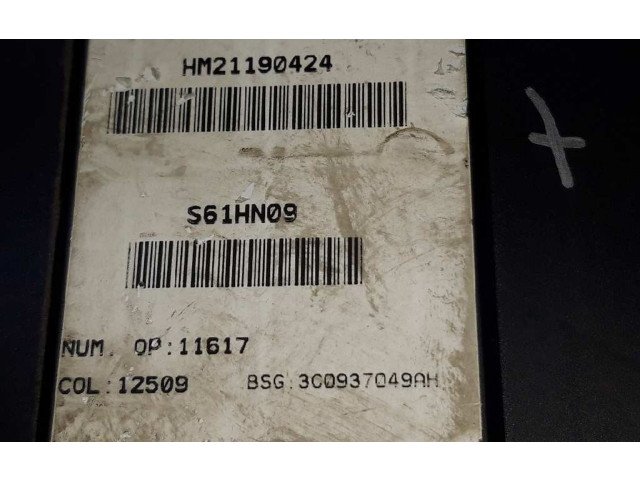 HM21190424
S61HN09
NUM. OP:11617
COL:12509 BSG:3C0937049AH